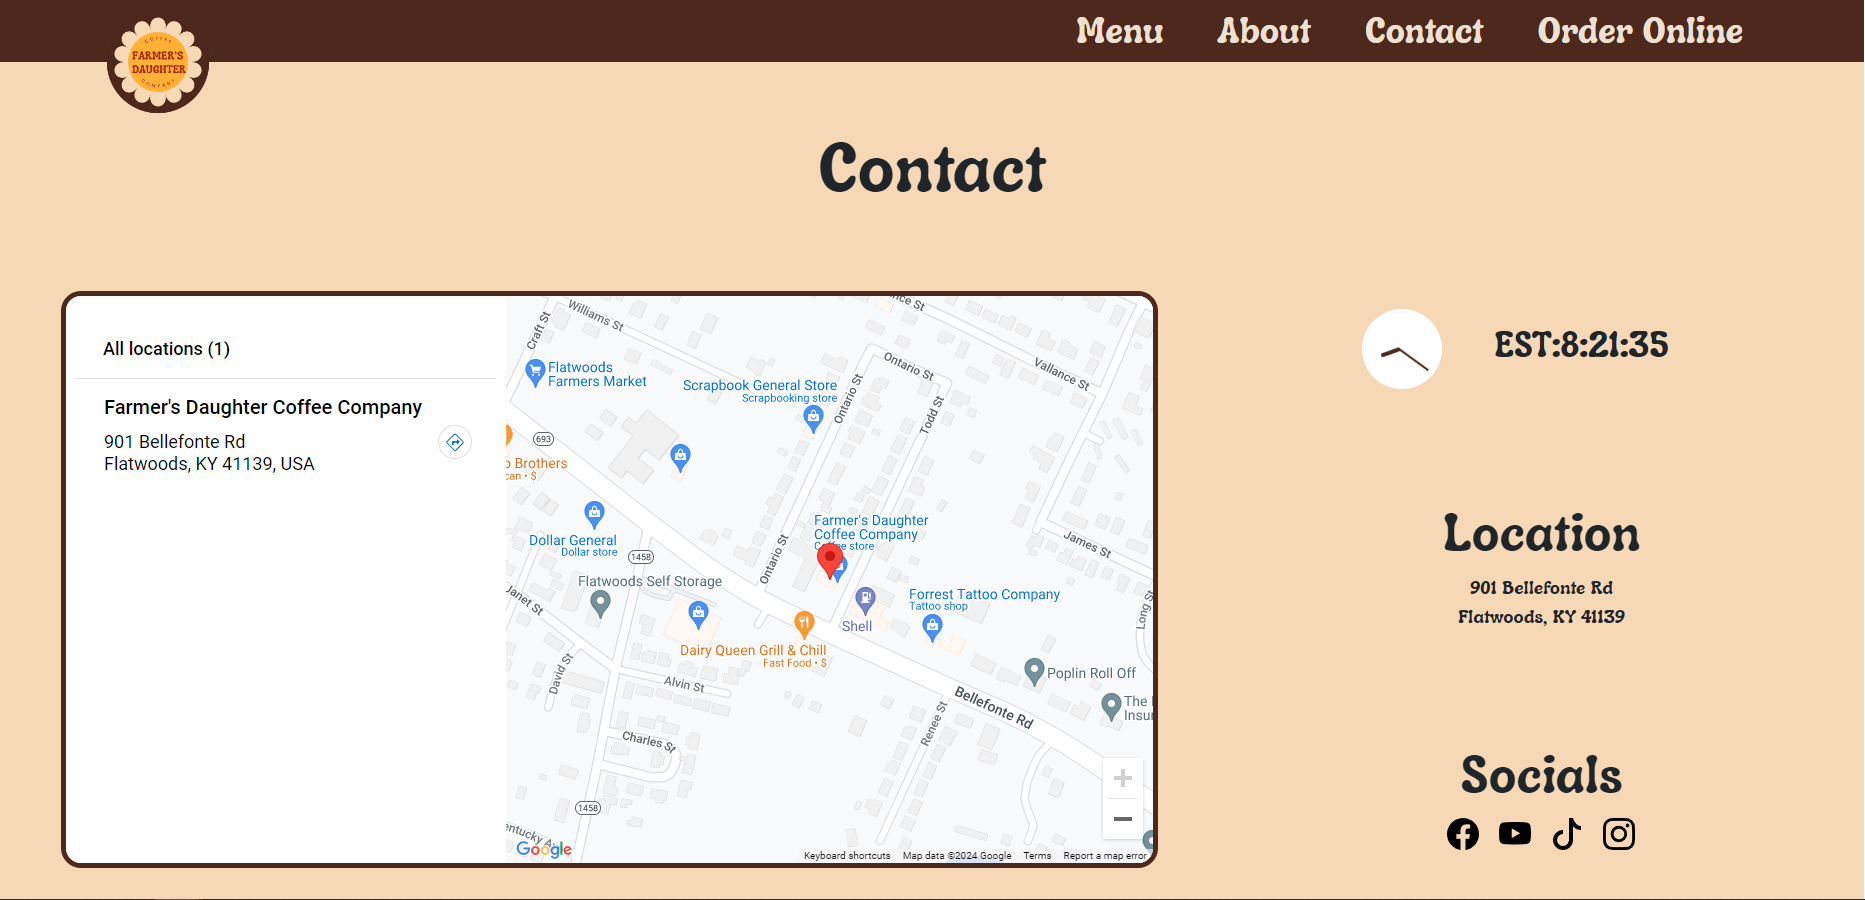 Menu
About
Contact
Order Online
COFFEE
FARMER'S
DAUGHTER
COMPANY
Contact
All locations (1)
Farmer's Daughter Coffee Company
901 Bellefonte Rd
Flatwoods, KY 41139, USA
Williams St
Craft St
Flatwoods
Farmers Market
Scrapbook General Store
Scrapbooking store
Ontario St
Ontario St
Todd St
Vallance St
693
Brothers
Dollar General
Dollar store
1458
Ontario St
Farmer's Daughter
Coffee Company
Coffee store
James St
Flatwoods Self Storage
Janet St
Forrest Tattoo Company
Tattoo shop
Long St
Shell
Dairy Queen Grill & Chill
Fast Food • $
David St
Alvin St
Poplin Roll Off
The
Bellefonte Rd
Renee St
Charles St
1458
Google
Keyboard shortcuts
Map data ©2024 Google
Terms
Report a map error
EST:8:21:35
Location
901 Bellefonte Rd
Flatwoods, KY 41139
Socials